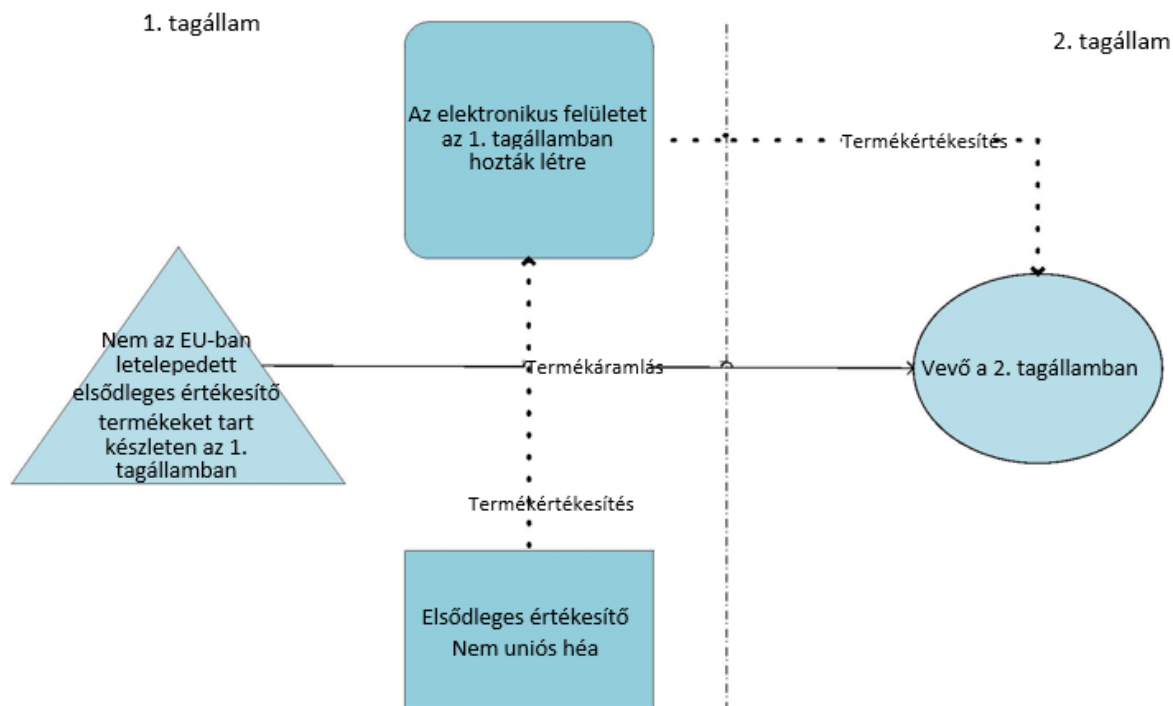 1. tagállam
2. tagállam
Az elektronikus felületet
az 1. tagállamban
hozták létre
Termékértékesítés
Nem az EU-ban
letelepedett
elsődleges értékesítő
termékeket tart
készleten az 1.
tagállamban
Termékáramlás
Vevő a 2. tagállamban
Termékértékesítés
Elsődleges értékesítő
Nem uniós héa